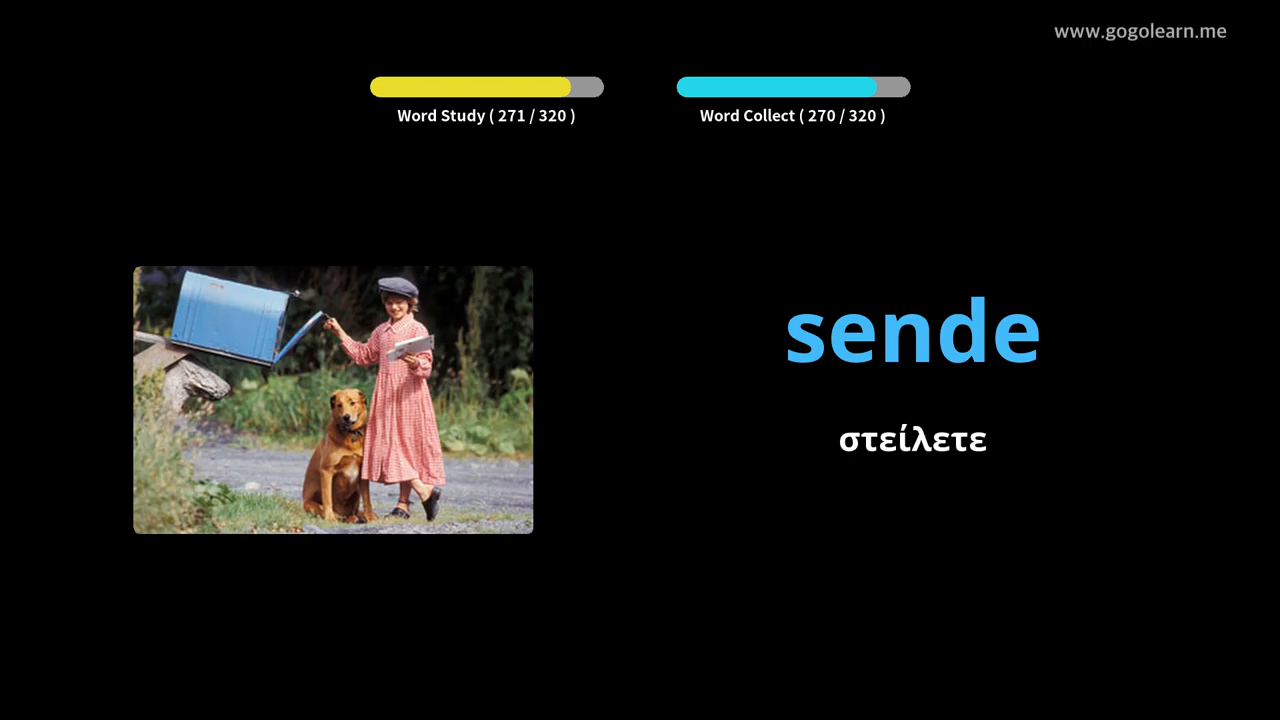 www.gogolearn.me
Word Study ( 271 / 320 )
Word Collect ( 270 / 320 )
sende
στείλετε